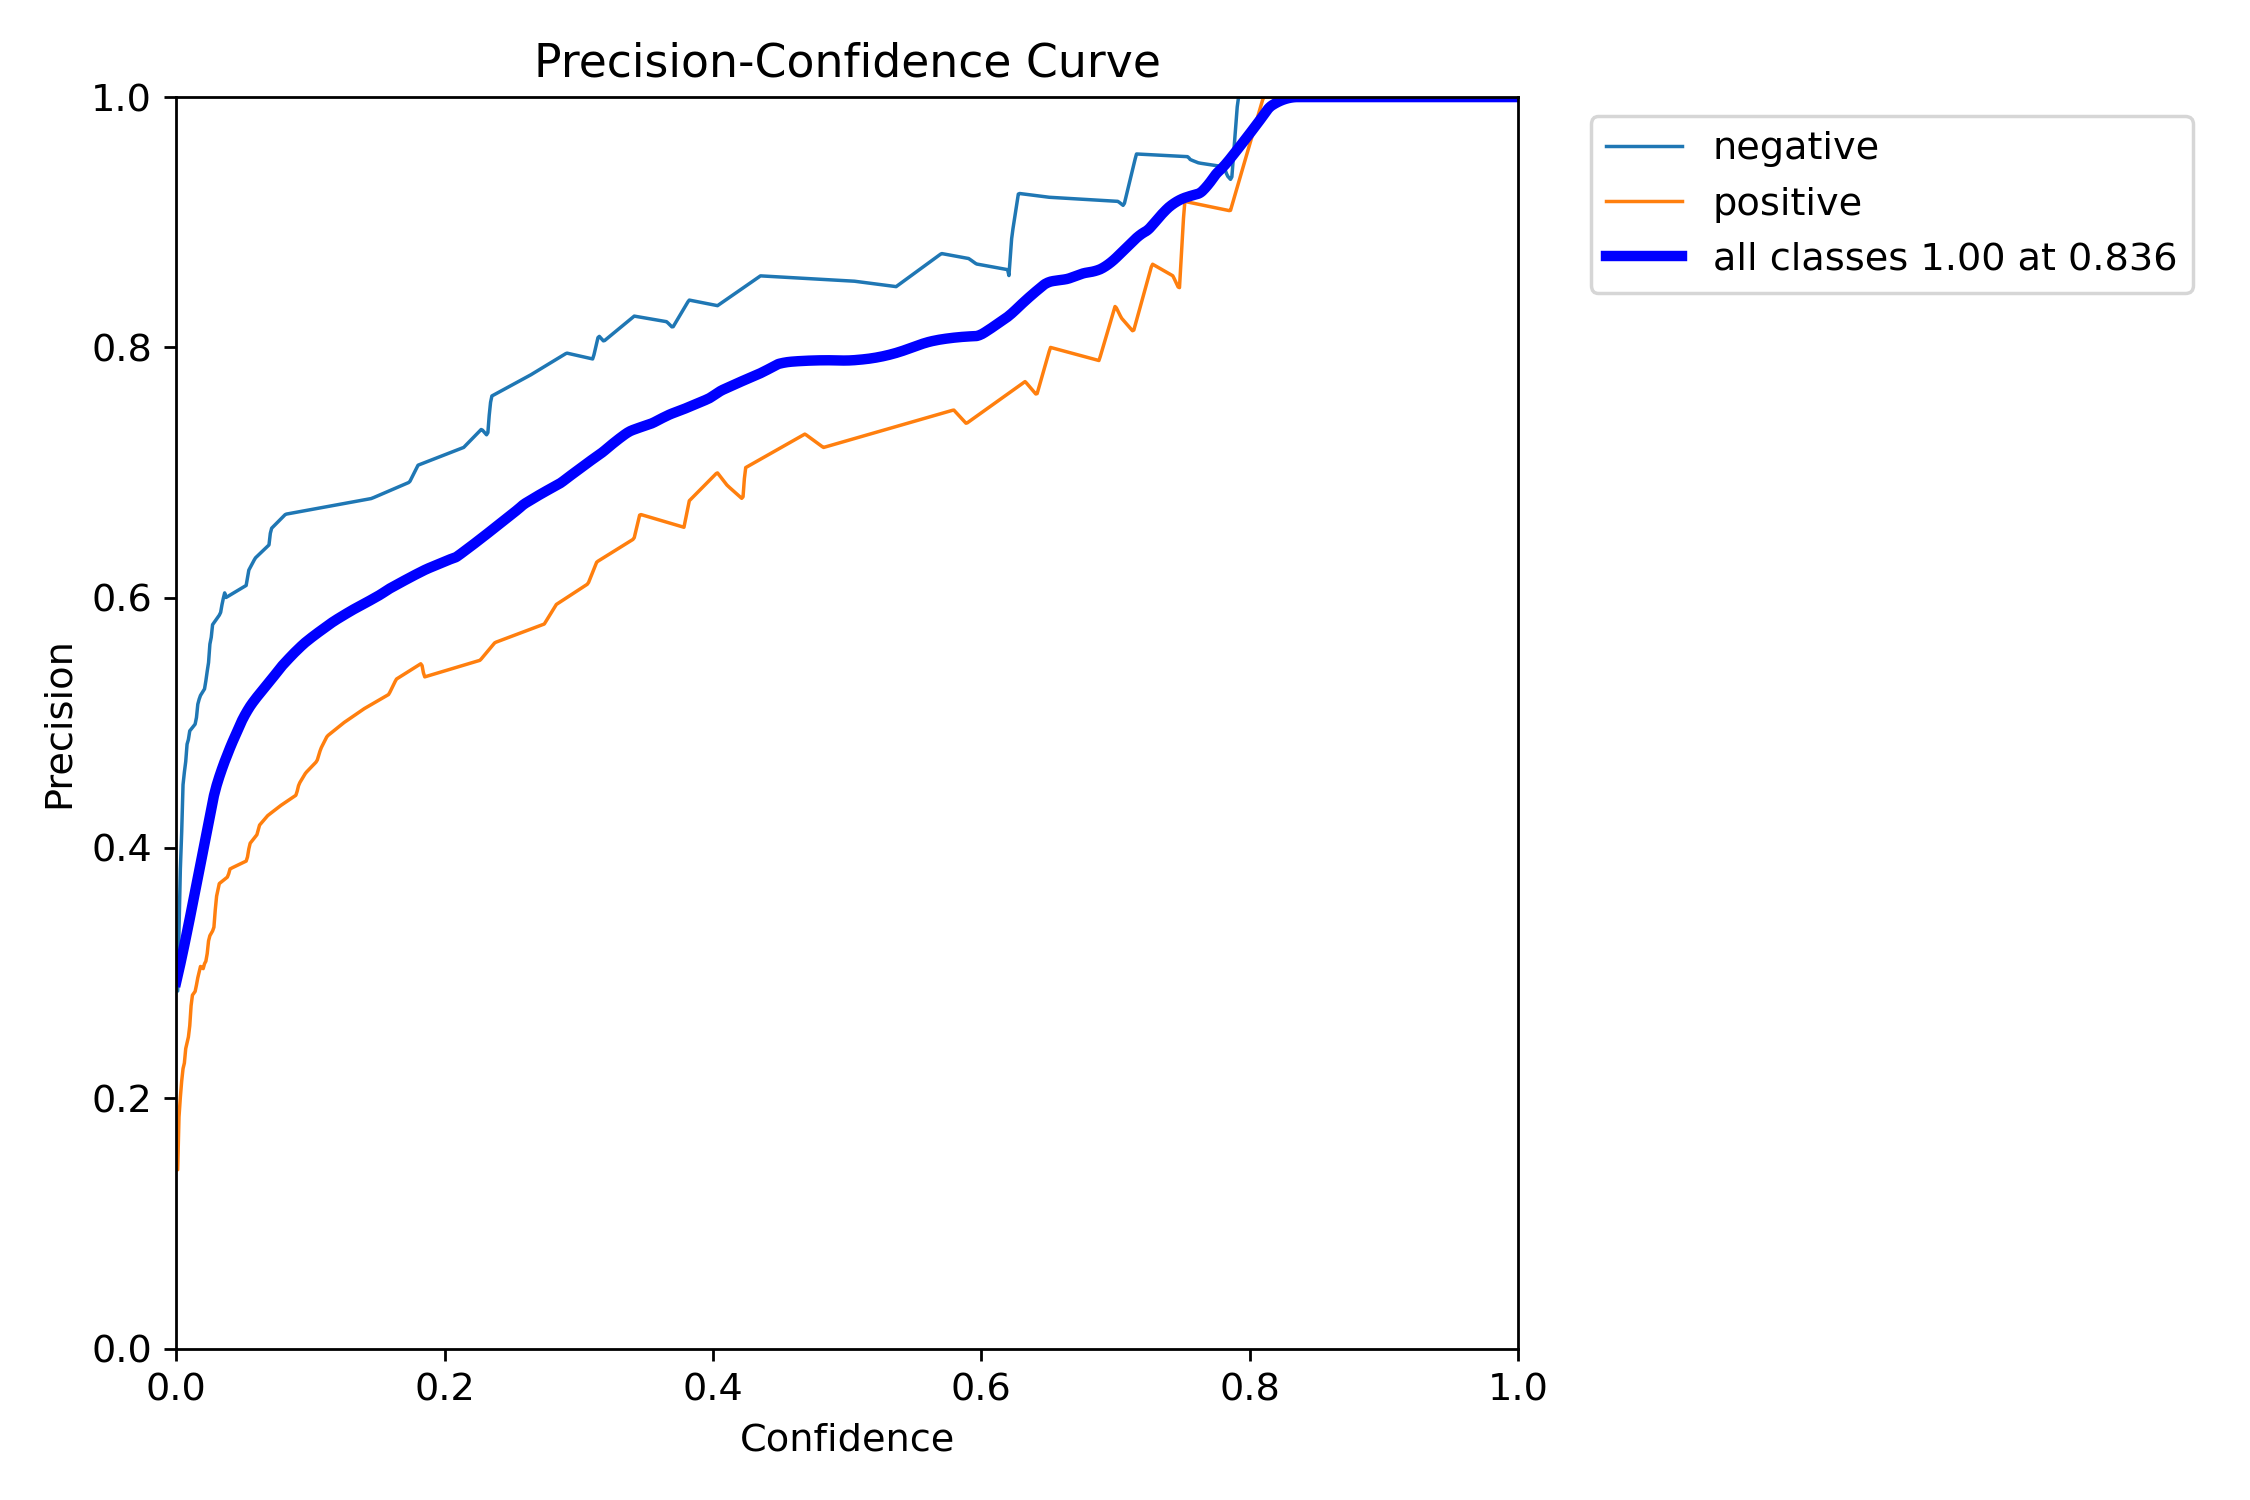 Precision-Confidence Curve
1.0
0.8
0.6
0.4
0.2
0.0
Precision
0.0 0.2 0.4 0.6 0.8 1.0
Confidence
negative
positive
all classes 1.00 at 0.836